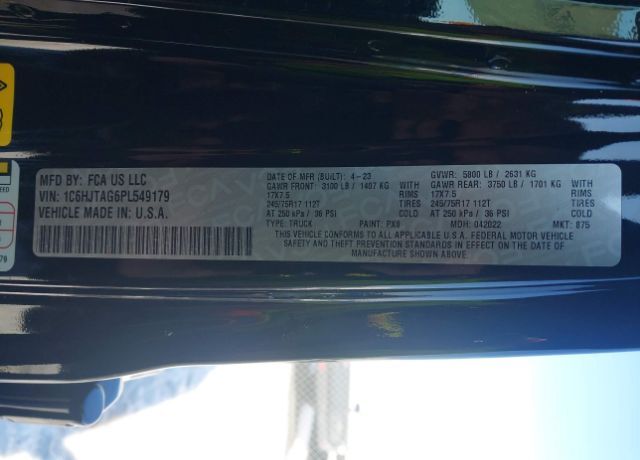 MFD BY: FCA US LLC
VIN: 1C6HJTAG6PL549179
VEHICLE MADE IN U.S.A.
DATE OF MFR (BUILT): 4-23
GVWR: 5800 LB / 2631 KG
GAWR FRONT: 3100 LB / 1407 KG WITH
GAWR REAR: 3750 LB / 1701 KG WITH
17X7.5 RIMS
17X7.5 RIMS
245/75R17 112T TIRES
245/75R17 112T TIRES
AT 250 kPa / 36 PSI COLD
AT 250 kPa / 36 PSI COLD
TYPE: TRUCK PAINT: PX8 MDH: 042022 MKT: 875
THIS VEHICLE CONFORMS TO ALL APPLICABLE U.S.A. FEDERAL MOTOR VEHICLE
SAFETY AND THEFT PREVENTION STANDARDS IN EFFECT ON THE DATE OF
MANUFACTURE SHOWN ABOVE.